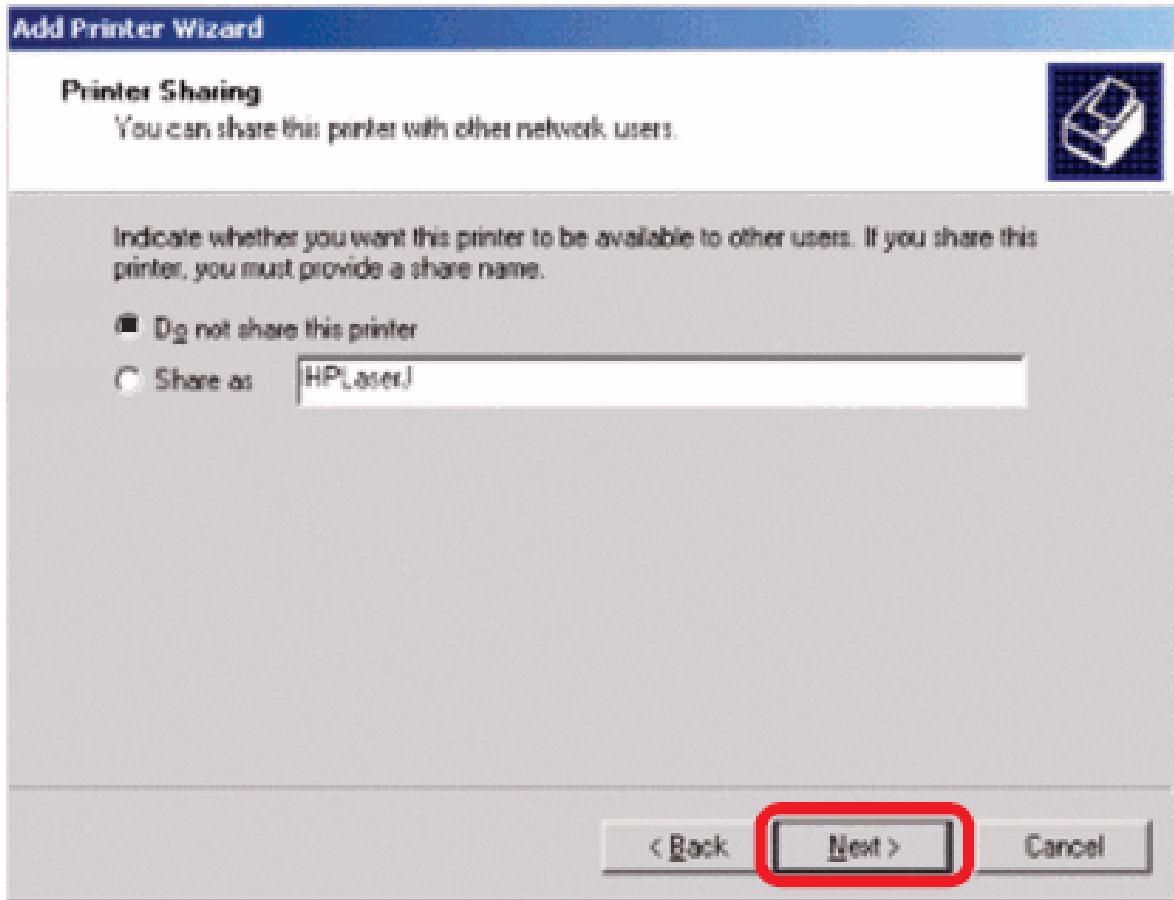 Add Printer Wizard
Printer Sharing
You can share this printer with other network users.
Indicate whether you want this printer to be available to other users. If you share this
printer, you must provide a share name.
Do not share this printer
Share as HPLaserJ
< Back Next > Cancel